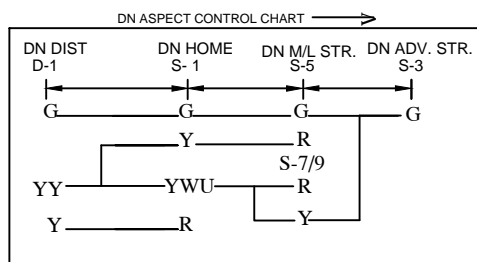 DN ASPECT CONTROL CHART
DN DIST DN HOME DN M/L STR. DN ADV. STR.
D-1 S- 1 S-5 S-3
G G G G
Y R
S-7/9
YY YWU R
Y
Y R